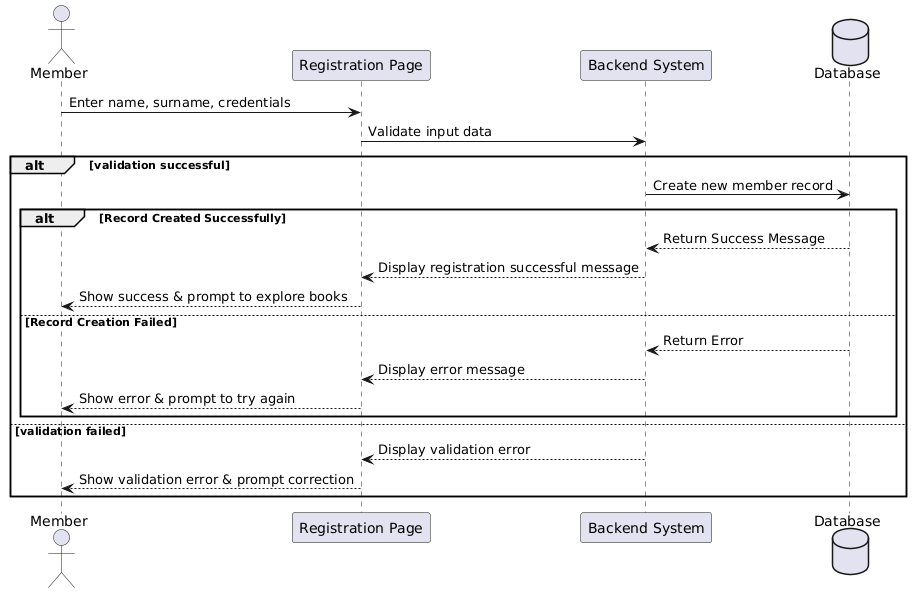 Member
Registration Page
Backend System
Database
Enter name, surname, credentials
Validate input data
alt [validation successful]
Create new member record
alt [Record Created Successfully]
Return Success Message
Display registration successful message
Show success & prompt to explore books
[Record Creation Failed]
Return Error
Display error message
Show error & prompt to try again
[validation failed]
Display validation error
Show validation error & prompt correction
Member
Registration Page
Backend System
Database